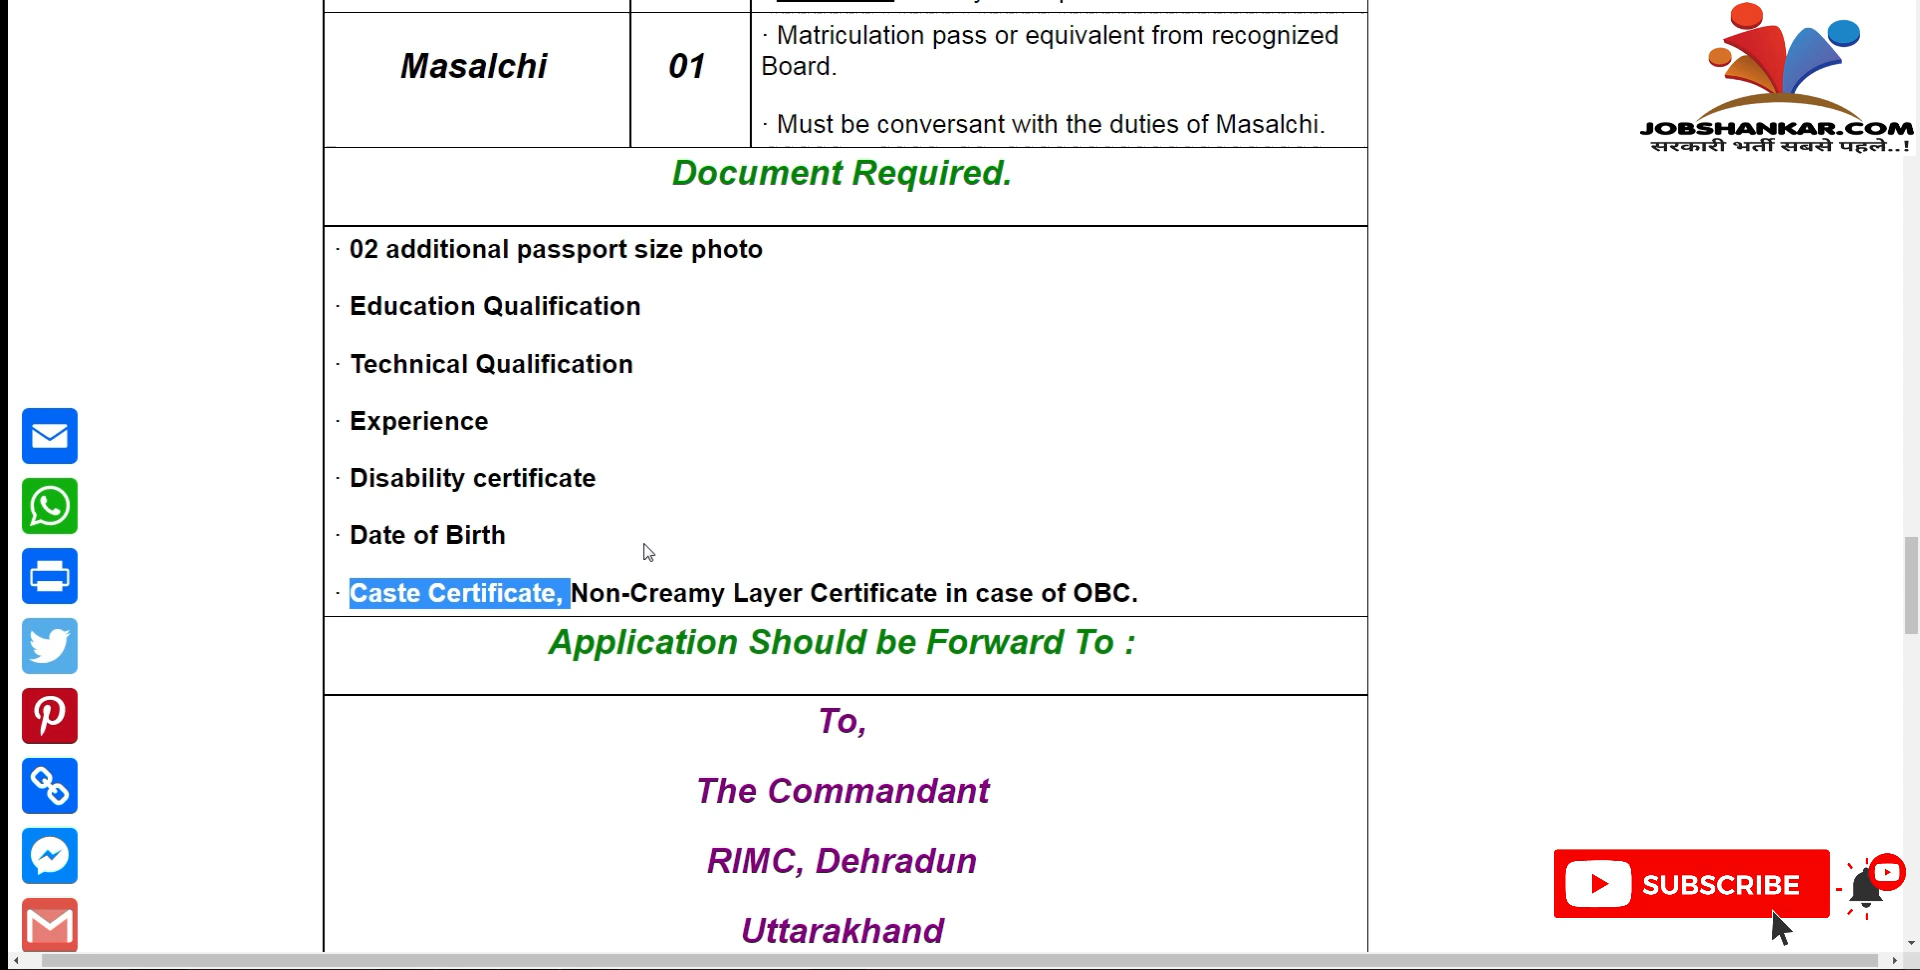 Masalchi
01
· Matriculation pass or equivalent from recognized
Board.
· Must be conversant with the duties of Masalchi.
JOBSHANKAR.COM
सरकारी भर्ती सबसे पहले..!
Document Required.
· 02 additional passport size photo
· Education Qualification
· Technical Qualification
· Experience
· Disability certificate
· Date of Birth
· Caste Certificate, Non-Creamy Layer Certificate in case of OBC.
Application Should be Forward To :
To,
The Commandant
RIMC, Dehradun
Uttarakhand
SUBSCRIBE